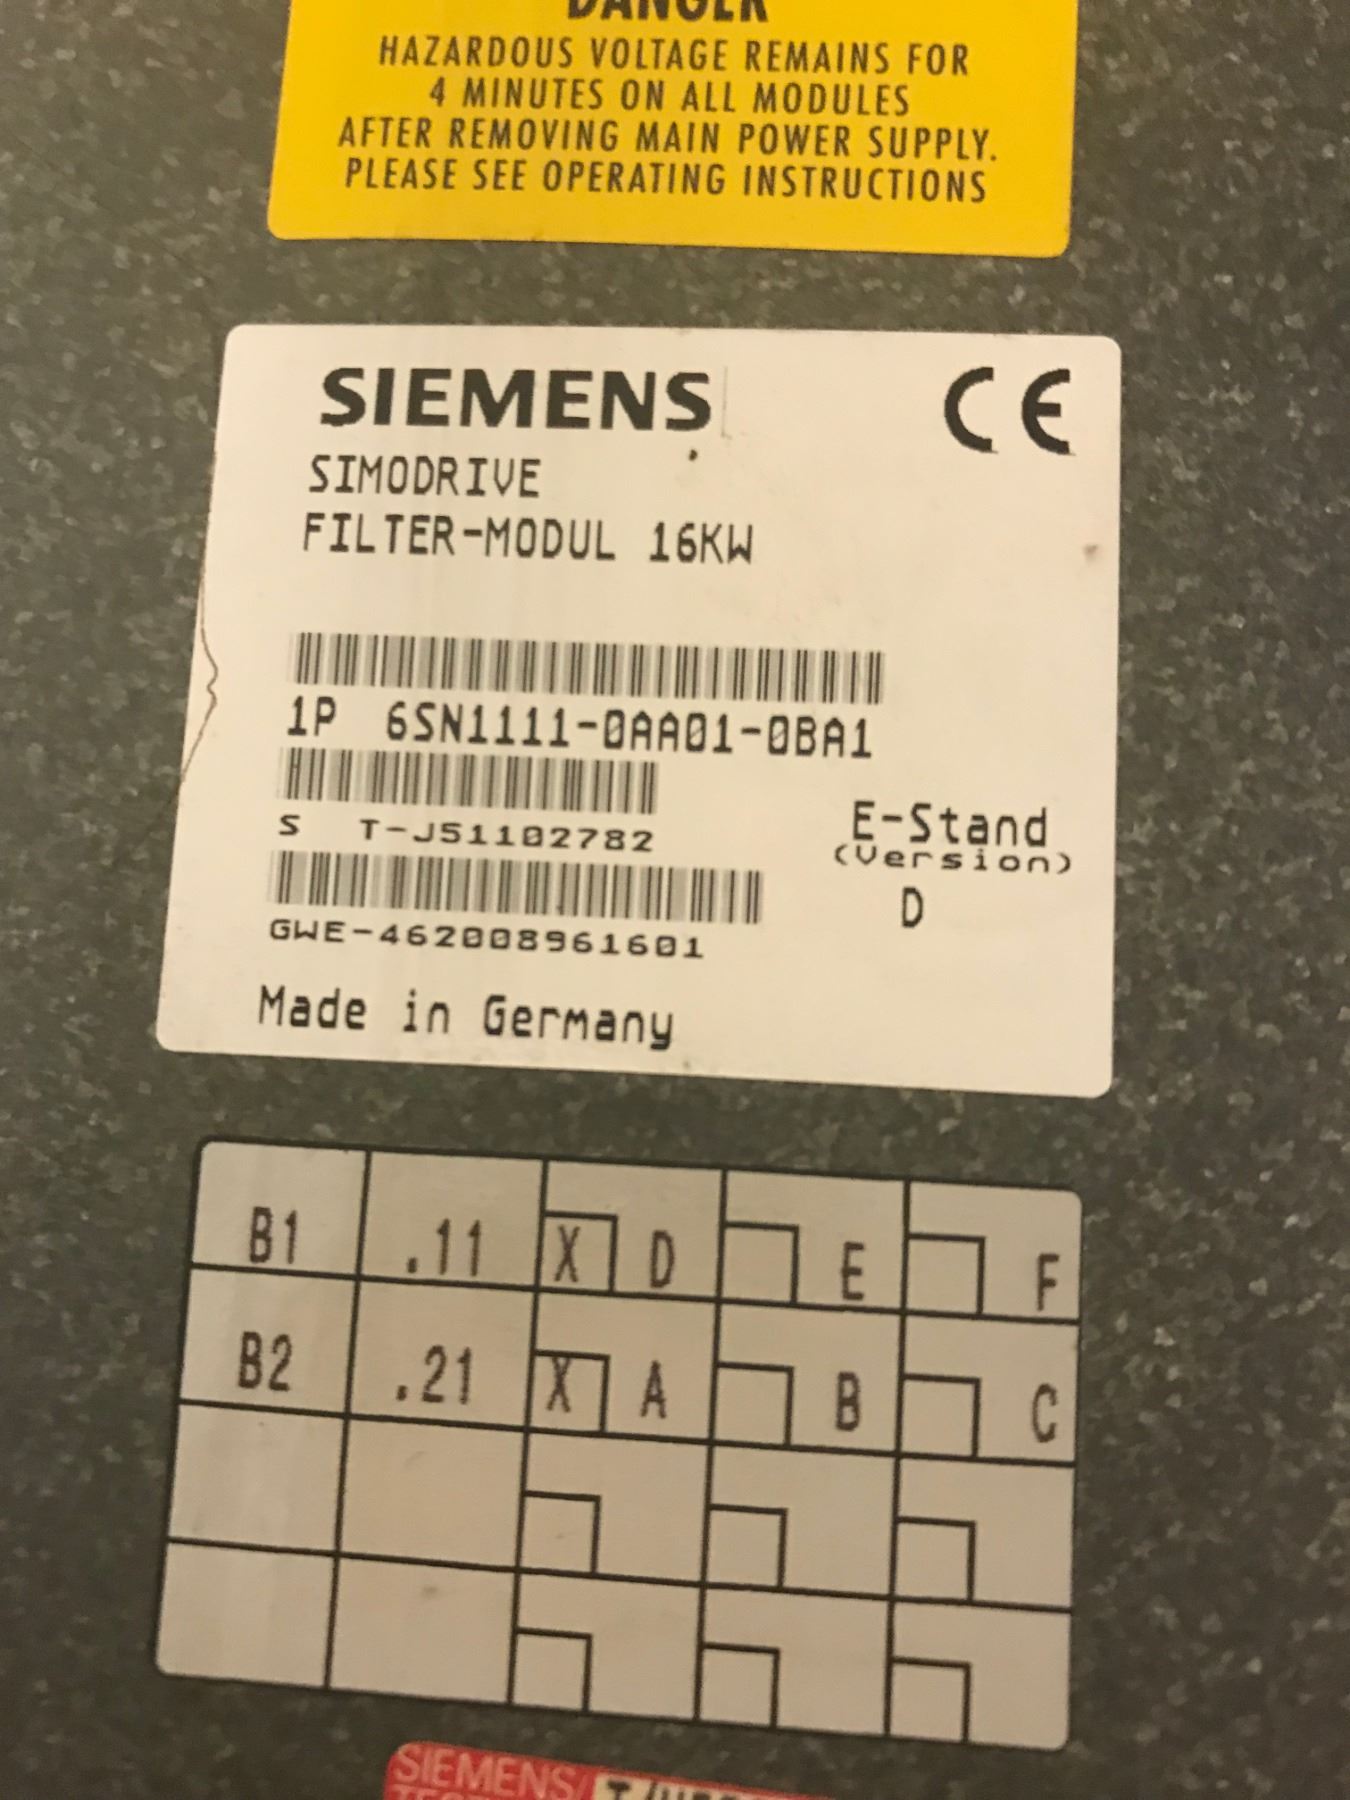 DANGER
HAZARDOUS VOLTAGE REMAINS FOR
4 MINUTES ON ALL MODULES
AFTER REMOVING MAIN POWER SUPPLY.
PLEASE SEE OPERATING INSTRUCTIONS
SIEMENS CE
SIMODRIVE
FILTER-MODUL 16KW
1P 6SN1111-0AA01-0BA1
S T-J51102782
E-Stand
(Version)
D
GWE-462008961601
Made in Germany
B1 .11 X D E F
B2 .21 X A B C
SIEMENS